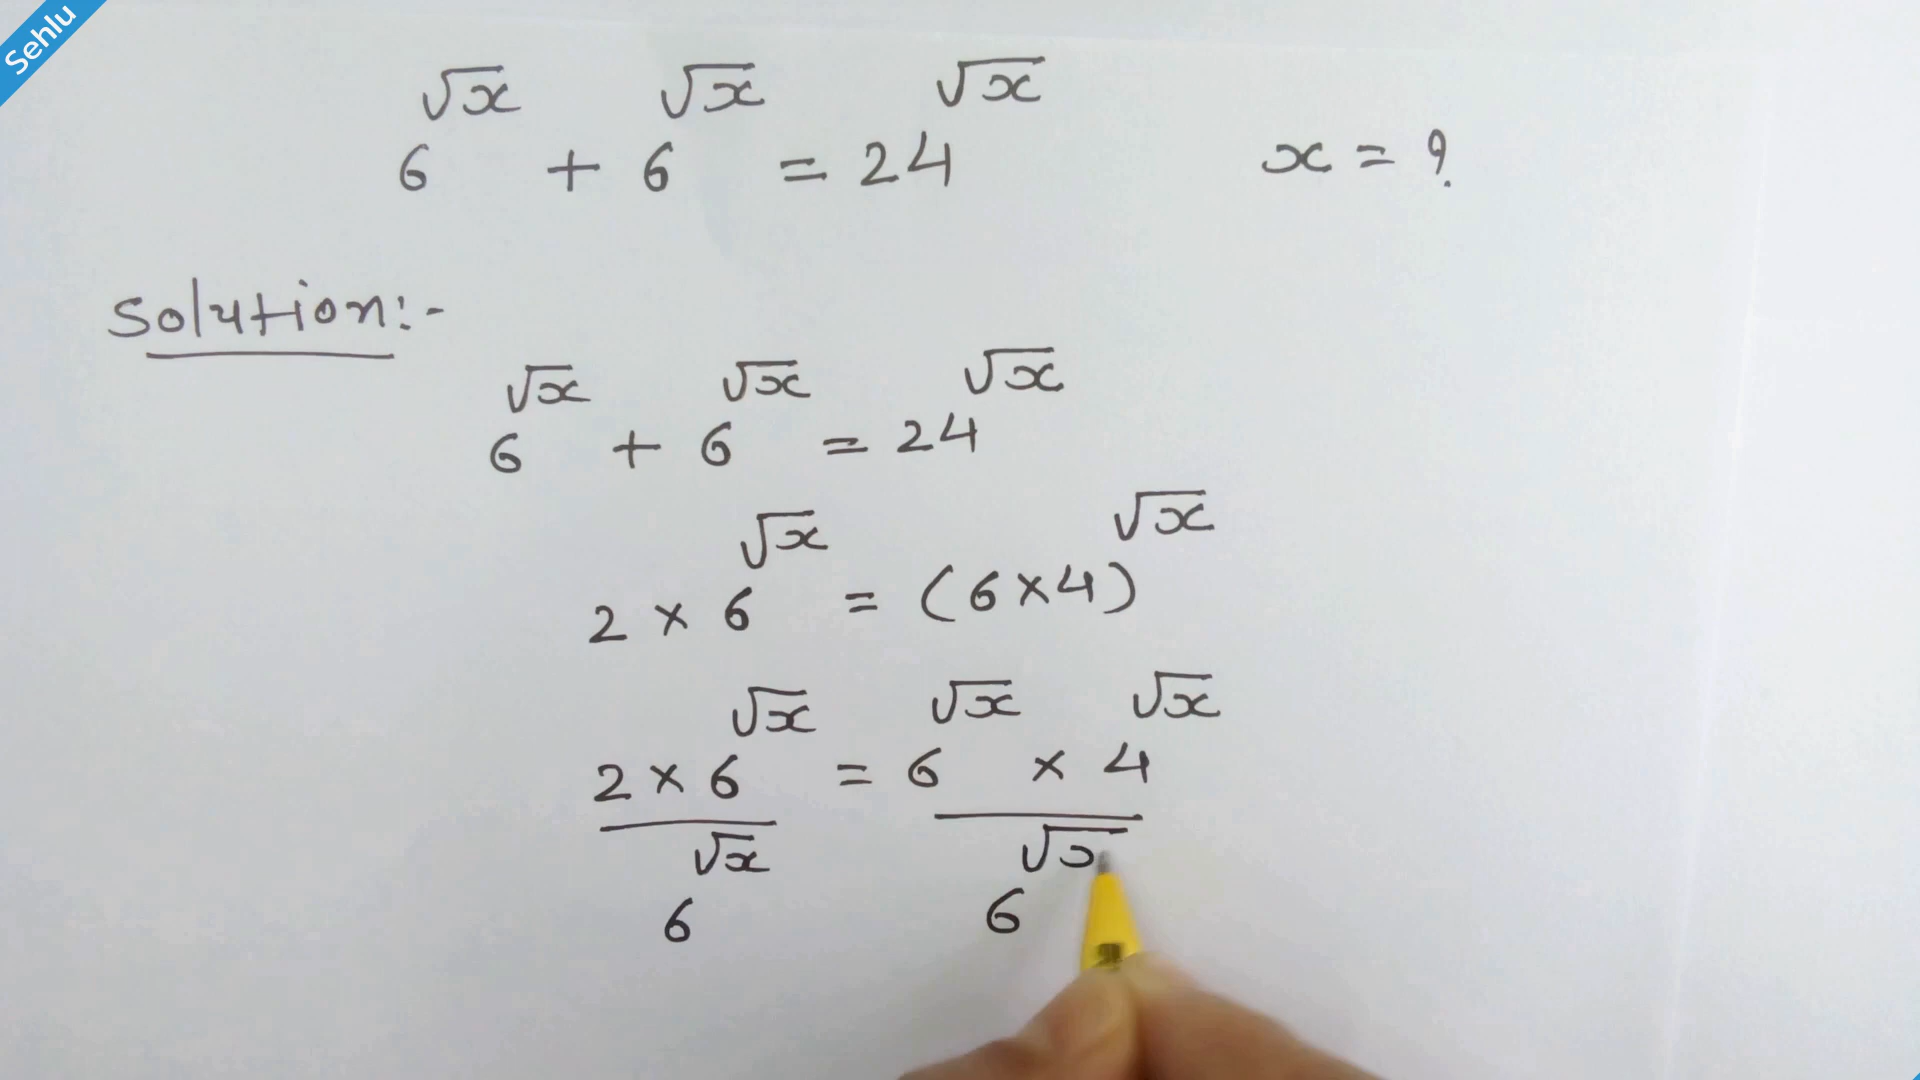 Sehlu
6^√x + 6^√x = 24^√x x = ?
Solution:-
6^√x + 6^√x = 24^√x
2 × 6^√x = (6×4)^√x
2 × 6^√x = 6^√x × 4^√x
6^√x 6^√x